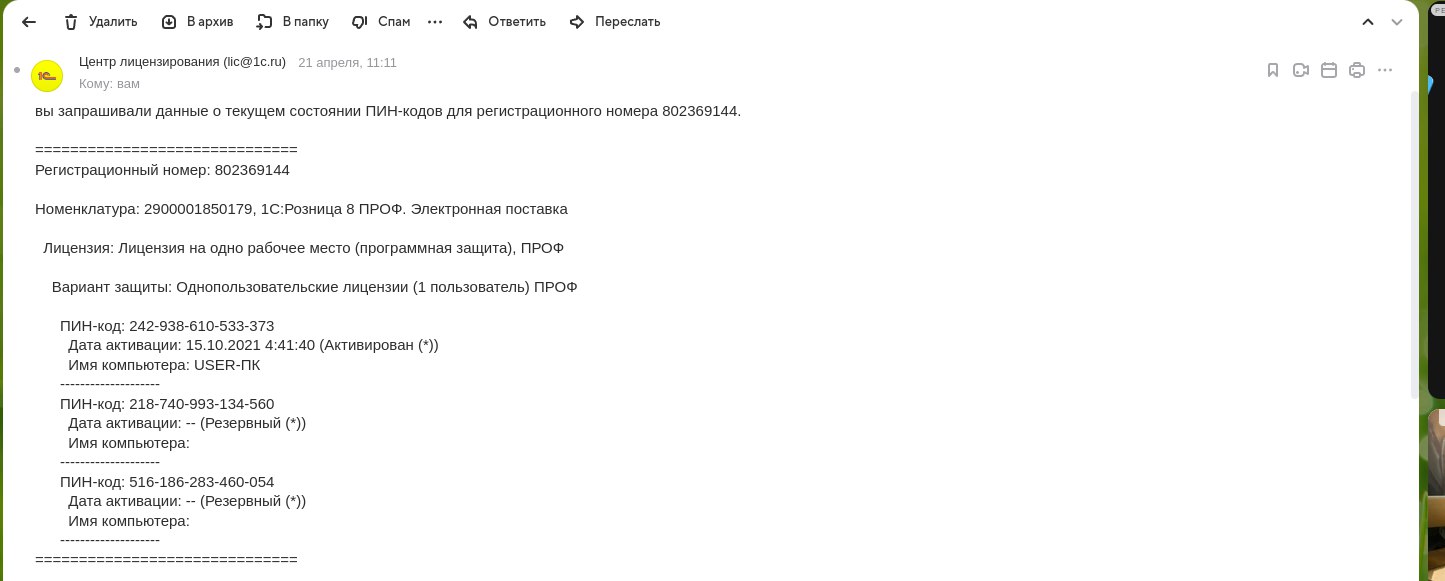 Удалить В архив В папку Спам Ответить Переслать
Центр лицензирования (lic@1c.ru) 21 апреля, 11:11
Кому: вам
вы запрашивали данные о текущем состоянии ПИН-кодов для регистрационного номера 802369144.
==============================
Регистрационный номер: 802369144
Номенклатура: 2900001850179, 1С:Розница 8 ПРОФ. Электронная поставка
Лицензия: Лицензия на одно рабочее место (программная защита), ПРОФ
Вариант защиты: Однопользовательские лицензии (1 пользователь) ПРОФ
ПИН-код: 242-938-610-533-373
Дата активации: 15.10.2021 4:41:40 (Активирован (*))
Имя компьютера: USER-ПК
--------------------
ПИН-код: 218-740-993-134-560
Дата активации: -- (Резервный (*))
Имя компьютера:
--------------------
ПИН-код: 516-186-283-460-054
Дата активации: -- (Резервный (*))
Имя компьютера:
--------------------
==============================